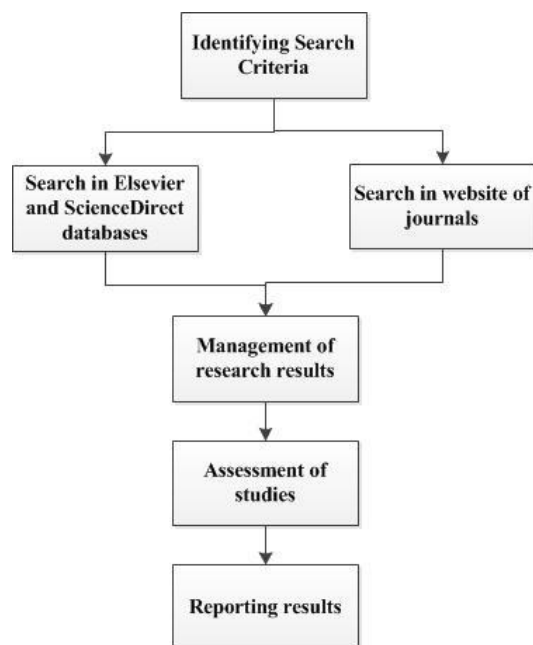 Identifying Search
Criteria
Search in Elsevier
and ScienceDirect
databases
Search in website of
journals
Management of
research results
Assessment of
studies
Reporting results